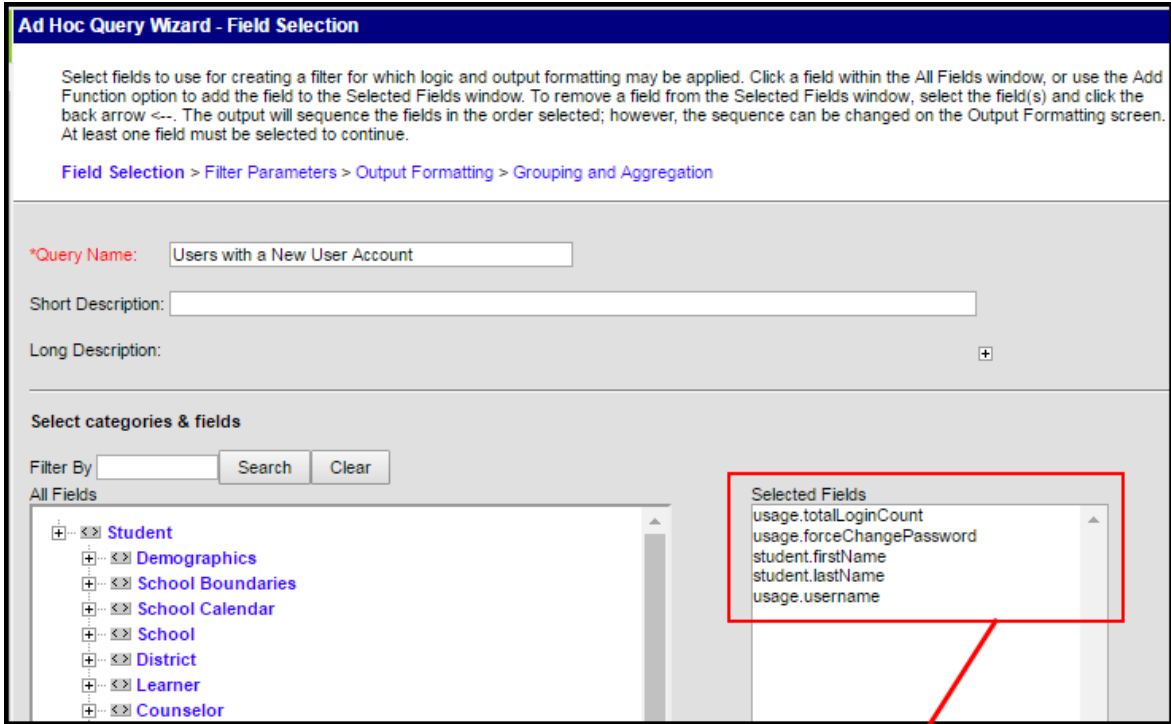 Ad Hoc Query Wizard - Field Selection
Select fields to use for creating a filter for which logic and output formatting may be applied. Click a field within the All Fields window, or use the Add
Function option to add the field to the Selected Fields window. To remove a field from the Selected Fields window, select the field(s) and click the
back arrow <--. The output will sequence the fields in the order selected; however, the sequence can be changed on the Output Formatting screen.
At least one field must be selected to continue.
Field Selection > Filter Parameters > Output Formatting > Grouping and Aggregation
*Query Name: Users with a New User Account
Short Description:
Long Description:
Select categories & fields
Filter By Search Clear
All Fields
Student
Demographics
School Boundaries
School Calendar
School
District
Learner
Counselor
Selected Fields
usage.totalLoginCount
usage.forceChangePassword
student.firstName
student.lastName
usage.username